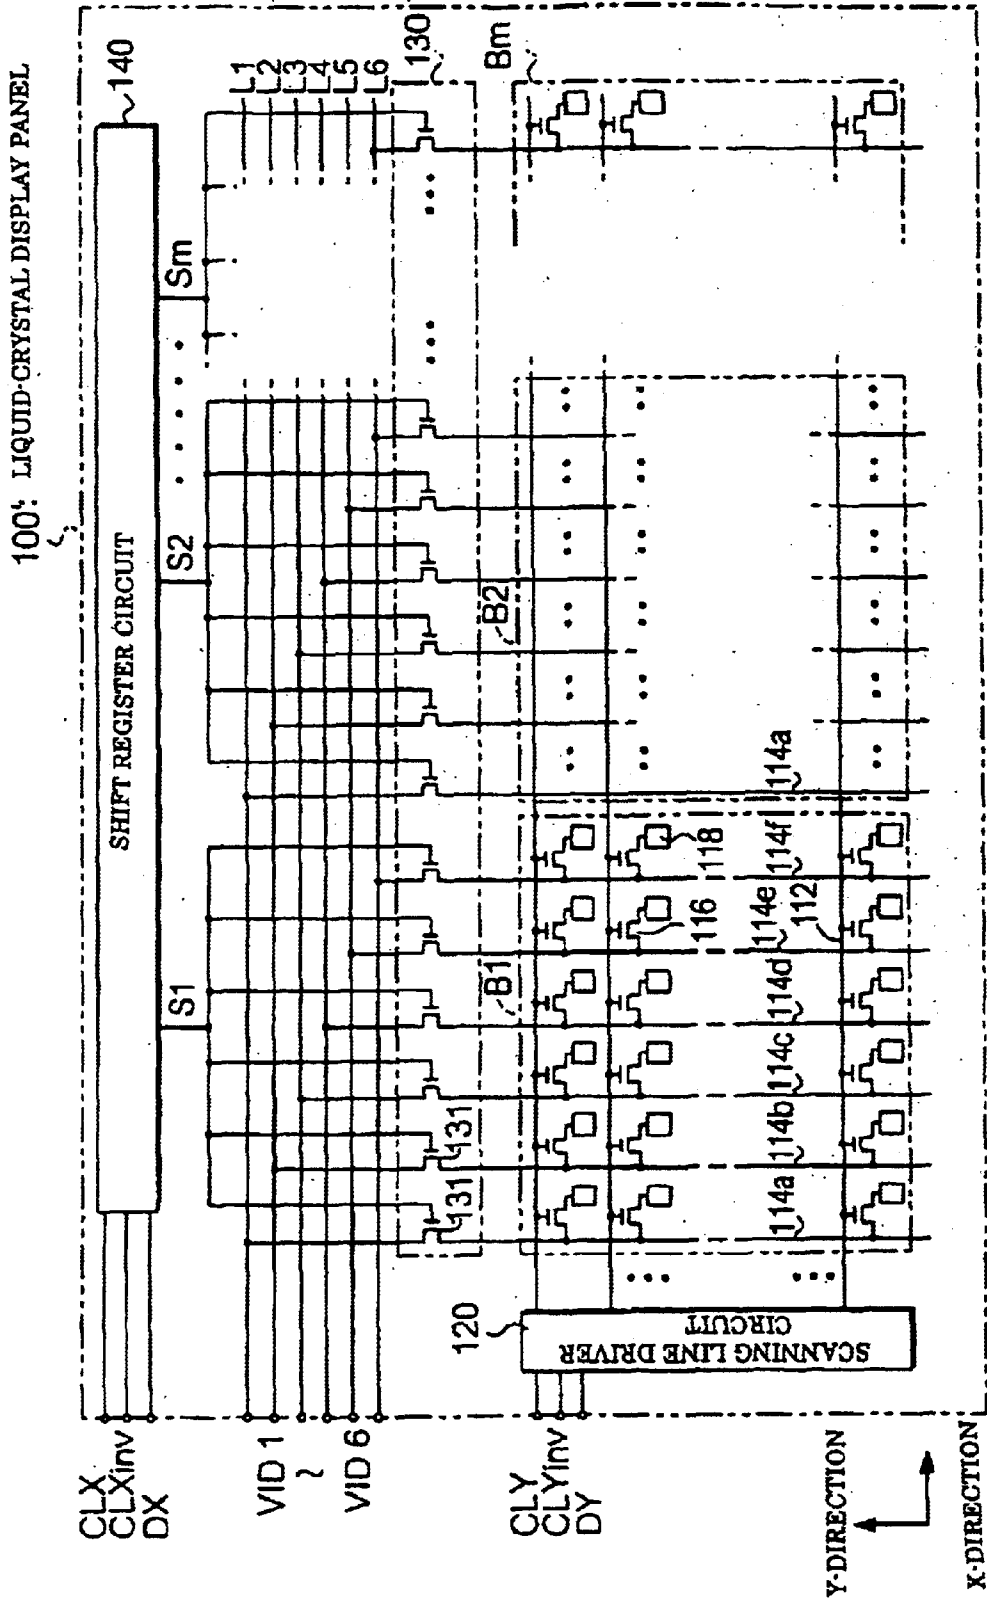 100: LIQUID-CRYSTAL DISPLAY PANEL
140
SHIFT REGISTER CIRCUIT
CLX
CLXinv
DX
S1
S2
Sm
L1
L2
L3
L4
L5
L6
VID 1
~
VID 6
130
131
131
B1
B2
Bm
120
SCANNING LINE DRIVER
CIRCUIT
CLY
CLYinv
DY
118
116
112
114a
114b
114c
114d
114e
114f
114a
Y-DIRECTION
X-DIRECTION